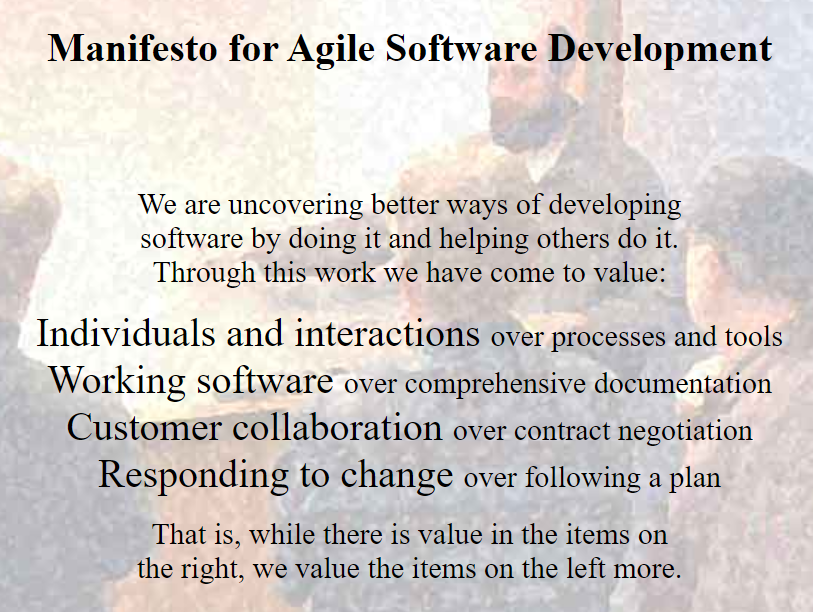 Manifesto for Agile Software Development
We are uncovering better ways of developing
software by doing it and helping others do it.
Through this work we have come to value:
Individuals and interactions over processes and tools
Working software over comprehensive documentation
Customer collaboration over contract negotiation
Responding to change over following a plan
That is, while there is value in the items on
the right, we value the items on the left more.